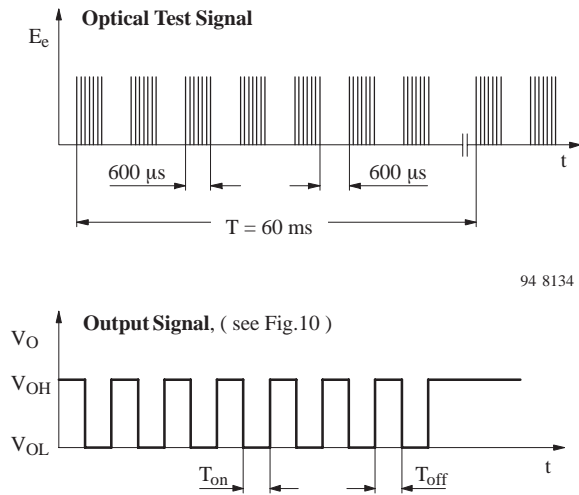 Optical Test Signal
Ee
t
600 μs
600 μs
T = 60 ms
94 8134
VO
Output Signal, ( see Fig.10 )
VOH
VOL
t
Ton
Toff